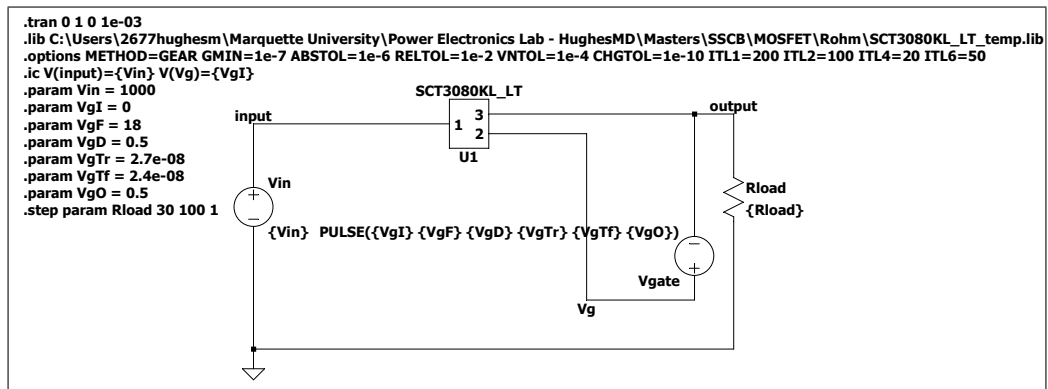 .tran 0 1 0 1e-03
.lib C:\Users\2677hughesm\Marquette University\Power Electronics Lab - HughesMD\Masters\SSCB\MOSFET\Rohm\SCT3080KL_LT_temp.lib
.options METHOD=GEAR GMIN=1e-7 ABSTOL=1e-6 RELTOL=1e-2 VNTOL=1e-4 CHGTOL=1e-10 ITL1=200 ITL2=100 ITL4=20 ITL6=50
.ic V(input)={Vin} V(Vg)={VgI}
.param Vin = 1000
.param VgI = 0
.param VgF = 18
.param VgD = 0.5
.param VgTr = 2.7e-08
.param VgTf = 2.4e-08
.param VgO = 0.5
.step param Rload 30 100 1
SCT3080KL_LT
input
output
1
3
2
U1
Vin
{Vin}
PULSE({VgI} {VgF} {VgD} {VgTr} {VgTf} {VgO})
Rload
{Rload}
Vgate
Vg